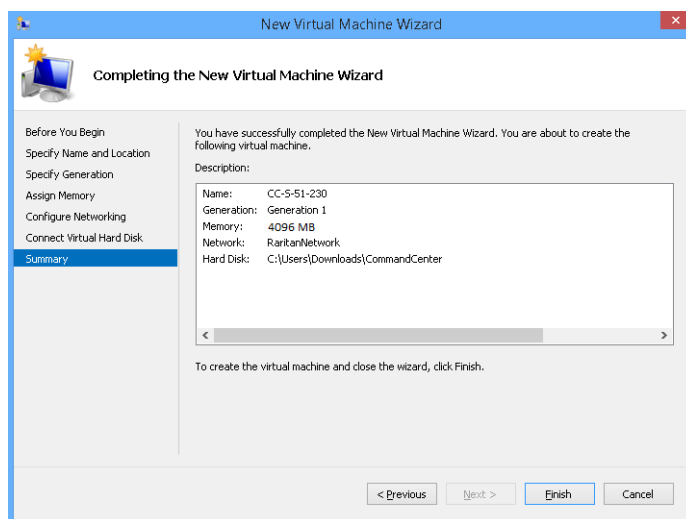 New Virtual Machine Wizard
Completing the New Virtual Machine Wizard
Before You Begin
Specify Name and Location
Specify Generation
Assign Memory
Configure Networking
Connect Virtual Hard Disk
Summary
You have successfully completed the New Virtual Machine Wizard. You are about to create the
following virtual machine.
Description:
Name: CC-S-51-230
Generation: Generation 1
Memory: 4096 MB
Network: RaritanNetwork
Hard Disk: C:\Users\Downloads\CommandCenter
To create the virtual machine and close the wizard, click Finish.
< Previous Next > Finish Cancel